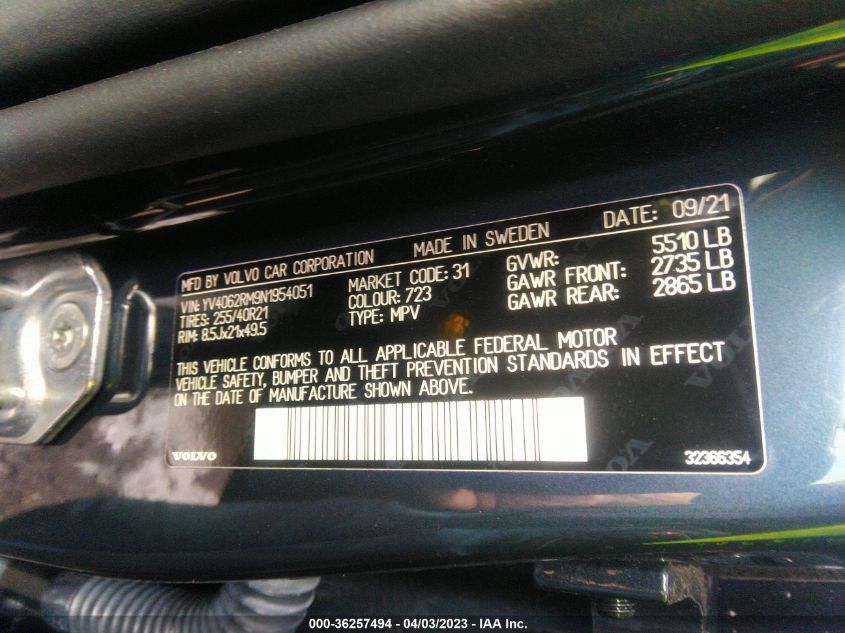 MFD BY VOLVO CAR CORPORATION MADE IN SWEDEN DATE: 09/21
VIN: YV4062RM9N1954051 MARKET CODE: 31 GVWR: 5510 LB
TIRES: 255/40R21 COLOUR: 723 GAWR FRONT: 2735 LB
RIM: 8.5Jx21x49.5 TYPE: MPV GAWR REAR: 2865 LB
THIS VEHICLE CONFORMS TO ALL APPLICABLE FEDERAL MOTOR
VEHICLE SAFETY, BUMPER AND THEFT PREVENTION STANDARDS IN EFFECT
ON THE DATE OF MANUFACTURE SHOWN ABOVE.
VOLVO 32366354
000-36257494 - 04/03/2023 - IAA Inc.